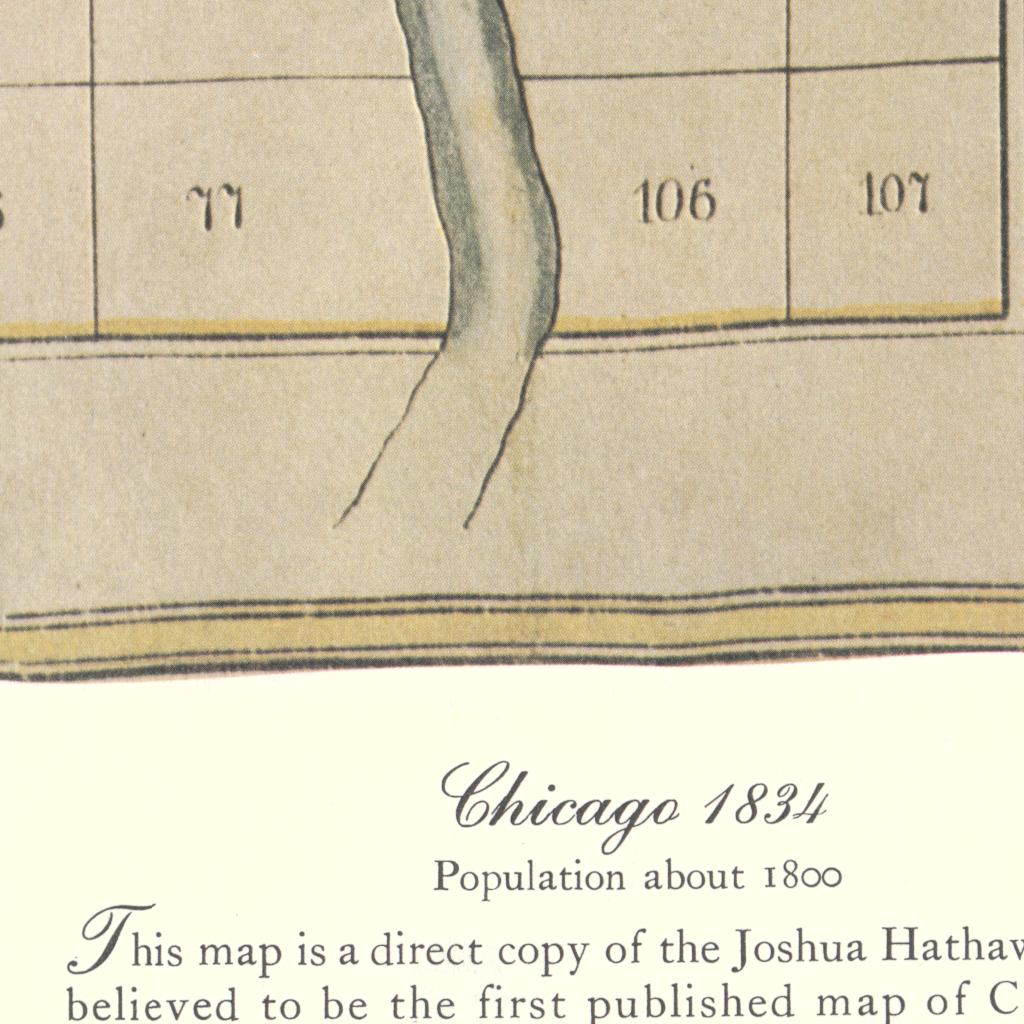 77
106
107
Chicago 1834
Population about 1800
This map is a direct copy of the Joshua
believed to be the first published map of